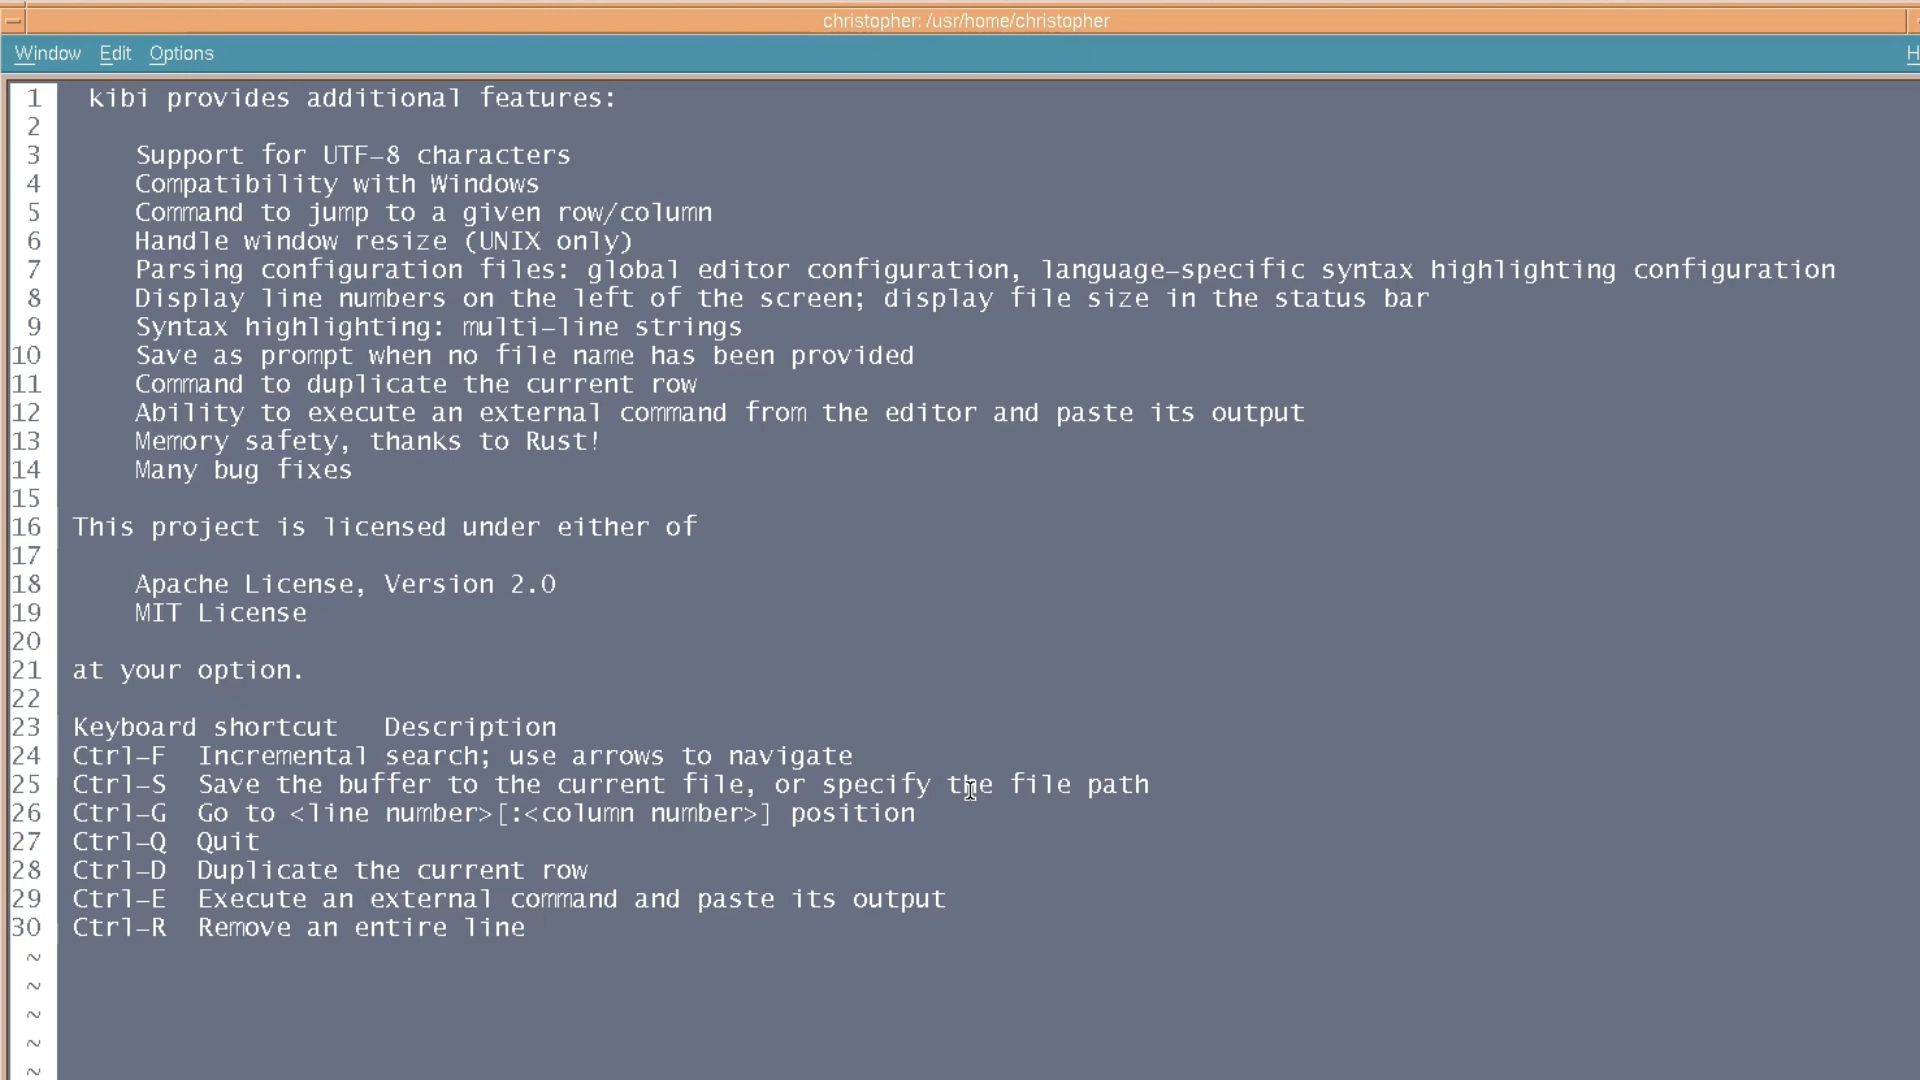 christopher: /usr/home/christopher
Window Edit Options H
1 kibi provides additional features:
2
3 Support for UTF-8 characters
4 Compatibility with Windows
5 Command to jump to a given row/column
6 Handle window resize (UNIX only)
7 Parsing configuration files: global editor configuration, language-specific syntax highlighting configuration
8 Display line numbers on the left of the screen; display file size in the status bar
9 Syntax highlighting: multi-line strings
10 Save as prompt when no file name has been provided
11 Command to duplicate the current row
12 Ability to execute an external command from the editor and paste its output
13 Memory safety, thanks to Rust!
14 Many bug fixes
15
16 This project is licensed under either of
17
18 Apache License, Version 2.0
19 MIT License
20
21 at your option.
22
23 Keyboard shortcut Description
24 Ctrl-F Incremental search; use arrows to navigate
25 Ctrl-S Save the buffer to the current file, or specify the file path
26 Ctrl-G Go to <line number>[:<column number>] position
27 Ctrl-Q Quit
28 Ctrl-D Duplicate the current row
29 Ctrl-E Execute an external command and paste its output
30 Ctrl-R Remove an entire line
~
~
~
~
~